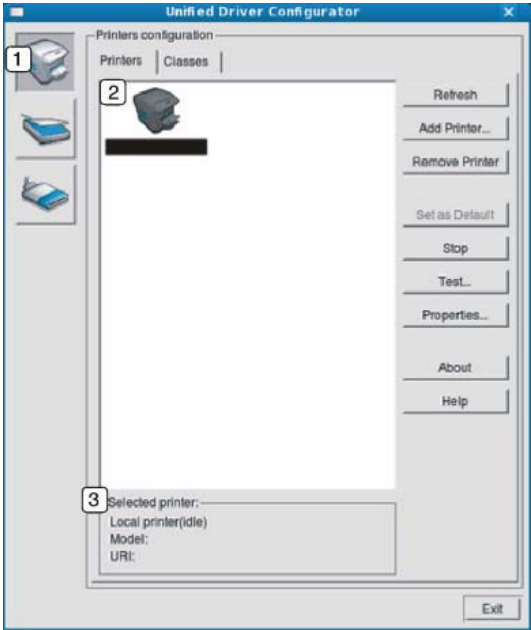 Unified Driver Configurator
Printers configuration
1
Printers
Classes
2
Refresh
Add Printer...
Remove Printer
Set as Default
Stop
Test...
Properties...
About
Help
3
Selected printer:
Local printer(idle)
Model:
URI:
Exit